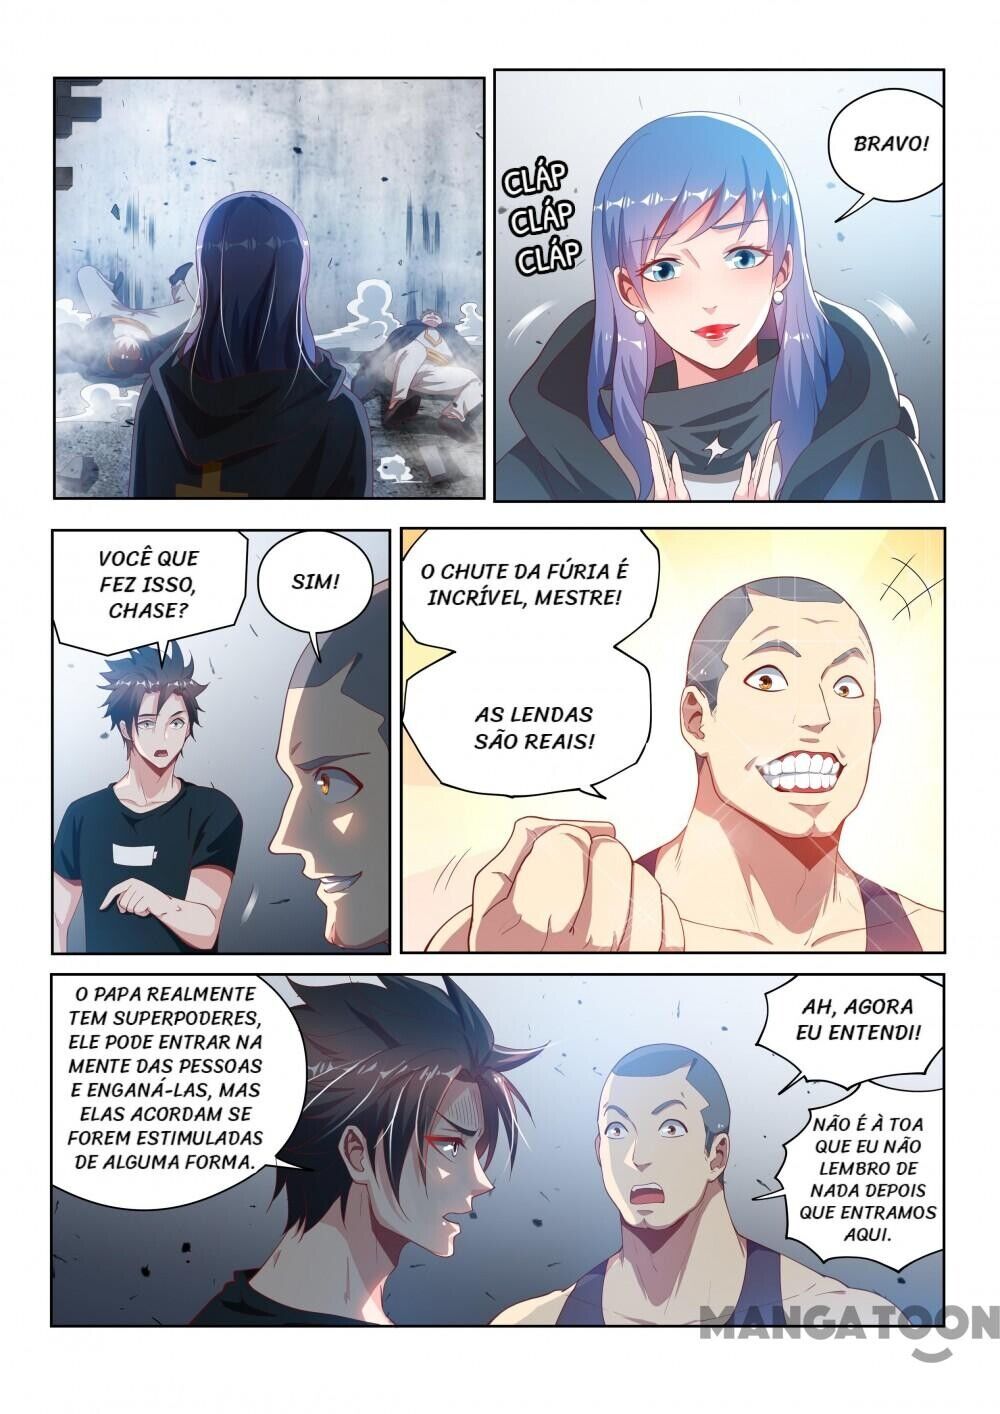 CLÁP
CLÁP
CLÁP
BRAVO!
VOCÊ QUE
FEZ ISSO,
CHASE?
SIM!
O CHUTE DA FÚRIA É
INCRÍVEL, MESTRE!
AS LENDAS
SÃO REAIS!
O PAPA REALMENTE
TEM SUPERPODERES,
ELE PODE ENTRAR NA
MENTE DAS PESSOAS
E ENGANÁ-LAS, MAS
ELAS ACORDAM SE
FOREM ESTIMULADAS
DE ALGUMA FORMA.
AH, AGORA
EU ENTENDI!
NÃO É À TOA
QUE EU NÃO
LEMBRO DE
NADA DEPOIS
QUE ENTRAMOS
AQUI.
MANGATOON